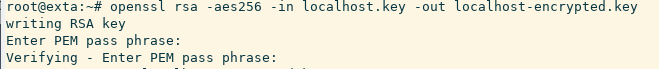 root@exta:~# openssl rsa -aes256 -in localhost.key -out localhost-encrypted.key
writing RSA key
Enter PEM pass phrase:
Verifying - Enter PEM pass phrase: